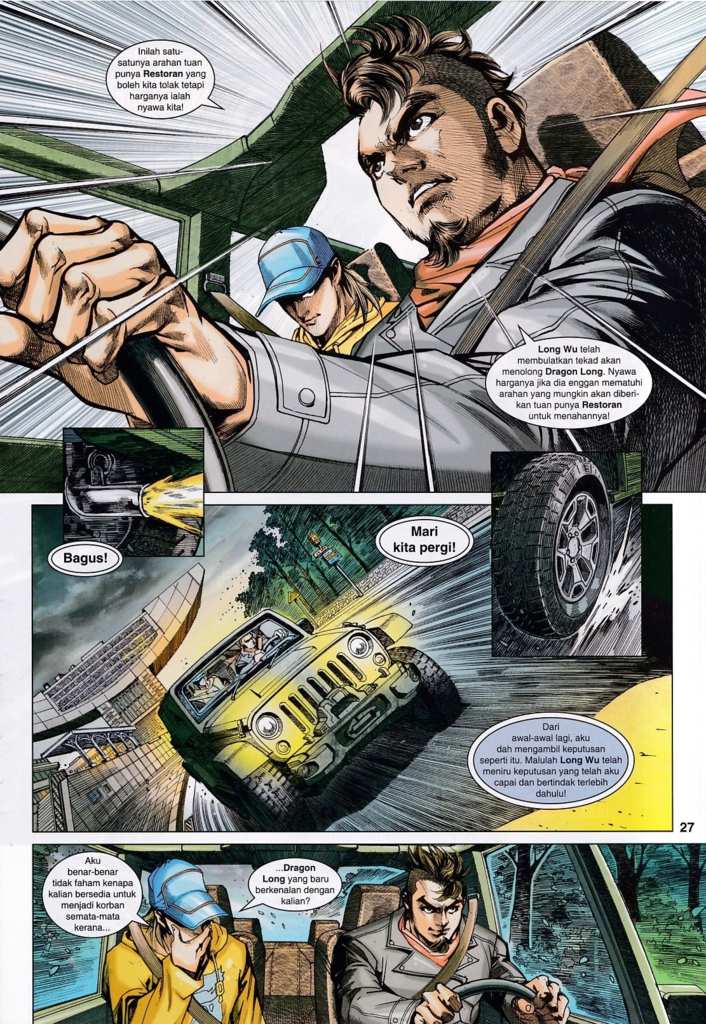 Inilah satu-
satunya arahan tuan
punya Restoran yang
boleh kita tolak tetapi
harganya ialah
nyawa kita!
Long Wu telah
membulatkan tekad akan
menolong Dragon Long. Nyawa
harganya jika dia enggan mematuhi
arahan yang mungkin akan diberi-
kan tuan punya Restoran
untuk menahannya!
Bagus!
Mari
kita pergi!
Dari
awal-awal lagi, aku
dah mengambil keputusan
seperti itu. Malulah Long Wu telah
meniru keputusan yang telah aku
capai dan bertindak terlebih
dahulu!
27
Aku
benar-benar
tidak faham kenapa
kalian bersedia untuk
menjadi korban
semata-mata
kerana...
...Dragon
Long yang baru
berkenalan dengan
kalian?